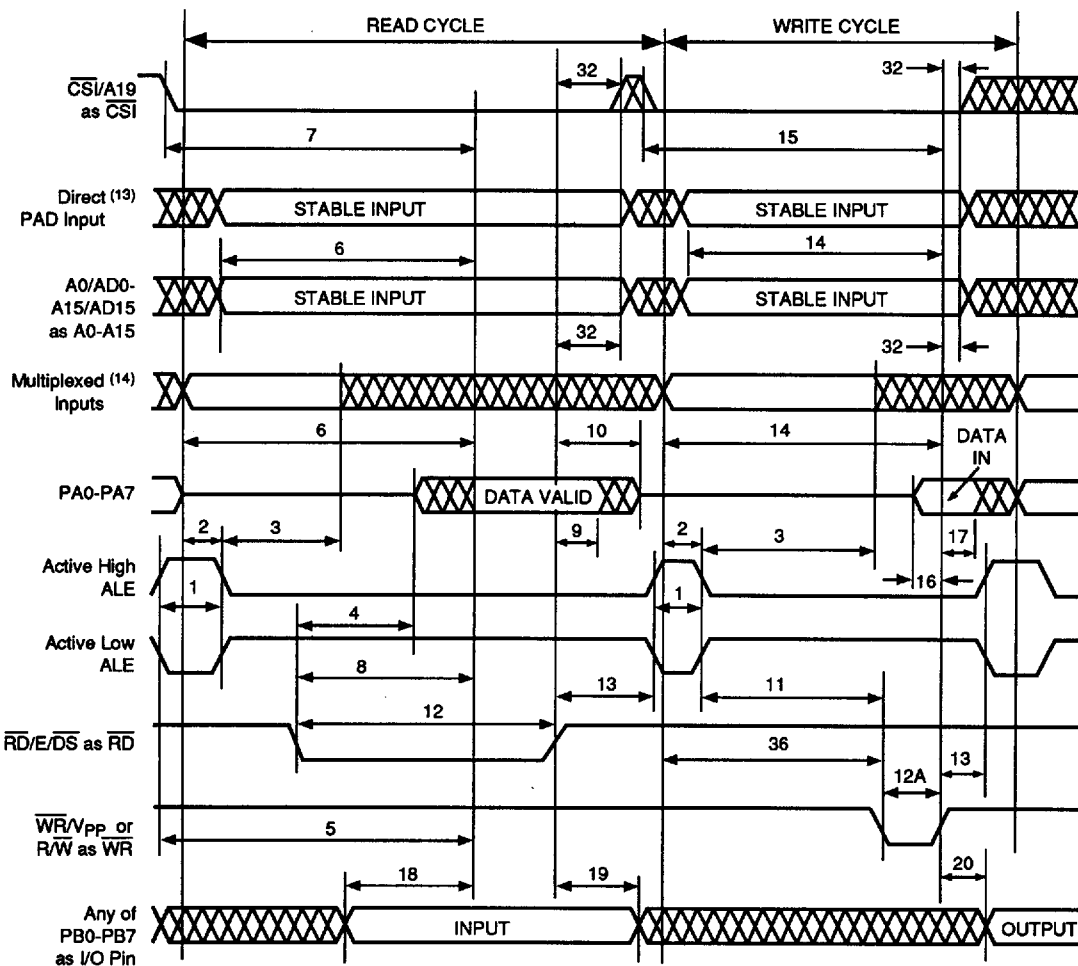 READ CYCLE WRITE CYCLE
32 32
CSI/A19
as CSI
7 15
Direct (13)
PAD Input
STABLE INPUT STABLE INPUT
6 14
A0/AD0-
A15/AD15
as A0-A15
STABLE INPUT STABLE INPUT
32 32
Multiplexed (14)
Inputs
6 10 14 DATA
IN
PA0-PA7 DATA VALID
2 3 9 2 3 17
Active High
ALE
1 1 16
4
Active Low
ALE
8 13 11
12
RD/E/DS as RD
36 13
12A
WR/VPP or
R/W as WR
5
18 19 20
Any of
PB0-PB7
as I/O Pin
INPUT OUTPUT